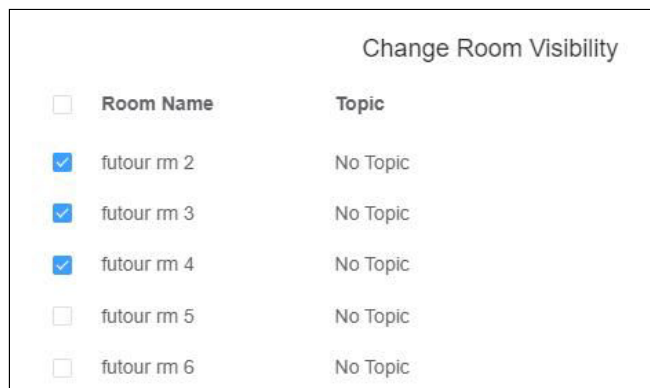 Change Room Visibility
Room Name Topic
futour rm 2 No Topic
futour rm 3 No Topic
futour rm 4 No Topic
futour rm 5 No Topic
futour rm 6 No Topic